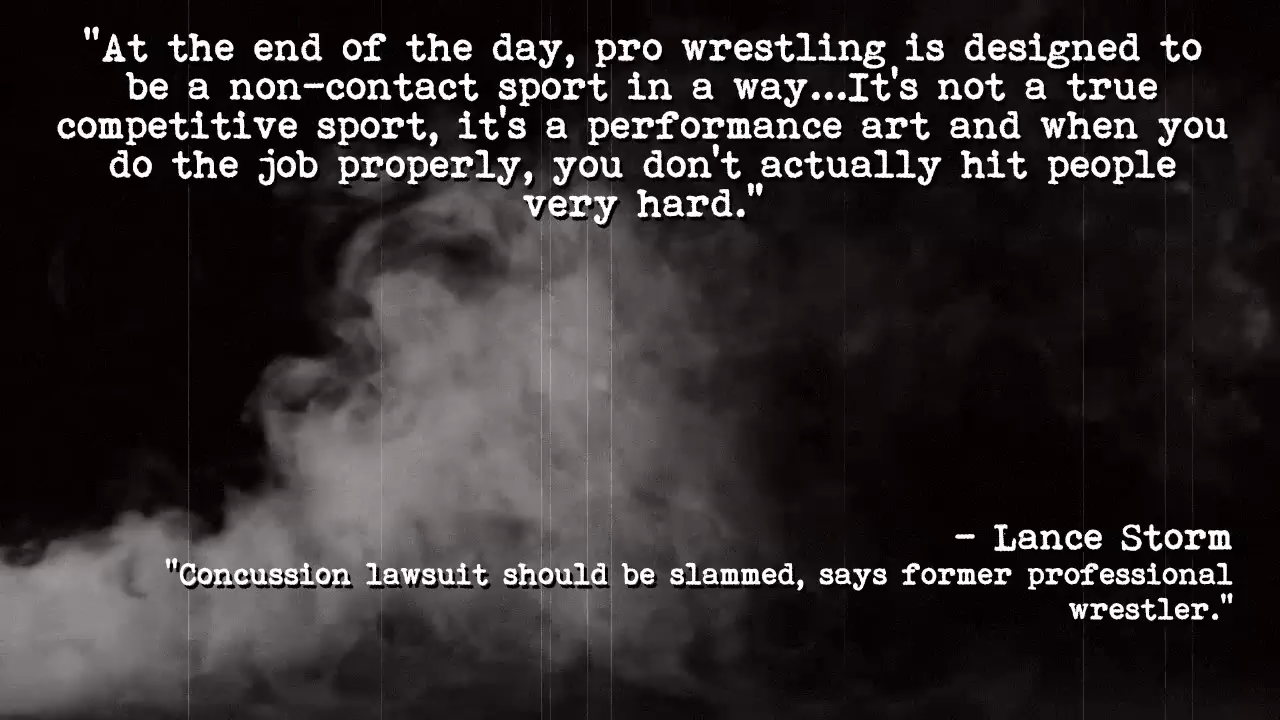 "At the end of the day, pro wrestling is designed to
be a non-contact sport in a way...It's not a true
competitive sport, it's a performance art and when you
do the job properly, you don't actually hit people
very hard."
- Lance Storm
"Concussion lawsuit should be slammed, says former professional
wrestler."